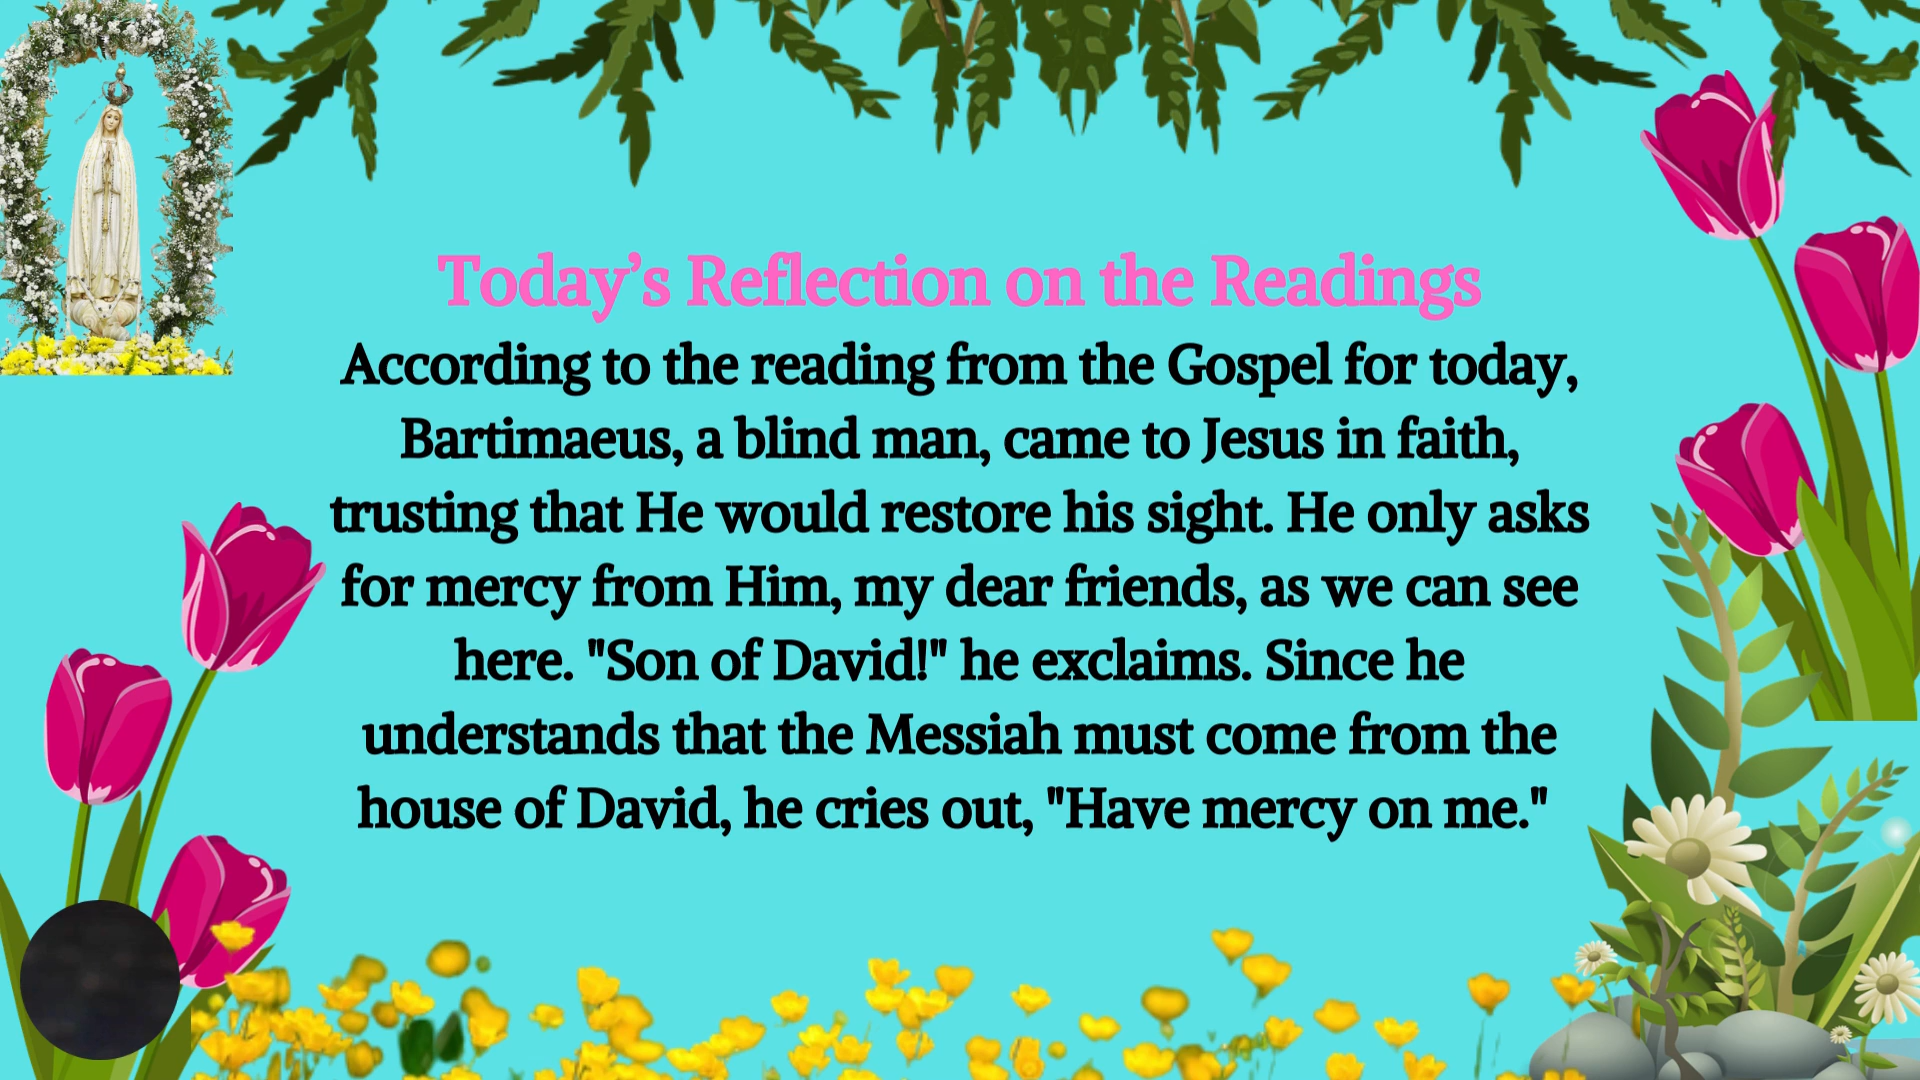 Today’s Reflection on the Readings
According to the reading from the Gospel for today,
Bartimaeus, a blind man, came to Jesus in faith,
trusting that He would restore his sight. He only asks
for mercy from Him, my dear friends, as we can see
here. "Son of David!" he exclaims. Since he
understands that the Messiah must come from the
house of David, he cries out, "Have mercy on me."